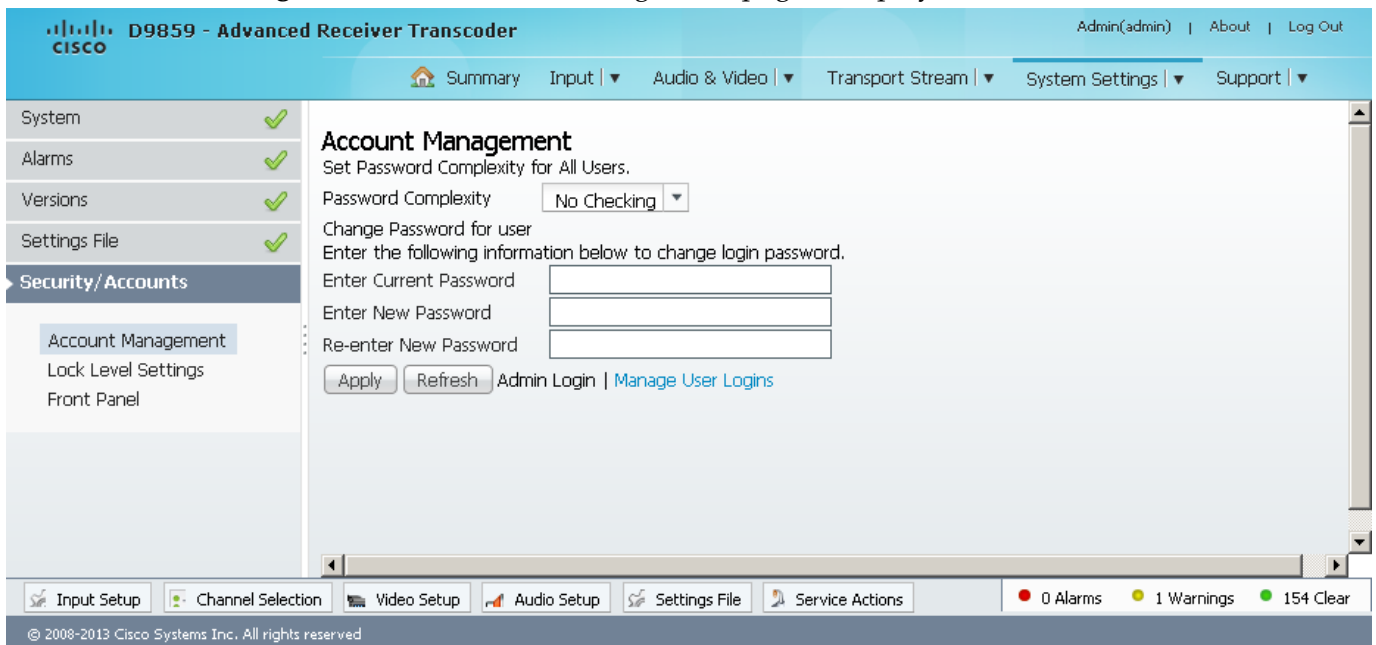 CISCO D9859 - Advanced Receiver Transcoder
Admin(admin) | About | Log Out
Summary Input | ▼ Audio & Video | ▼ Transport Stream | ▼ System Settings | ▼ Support | ▼
System
Alarms
Versions
Settings File
Security/Accounts
Account Management
Lock Level Settings
Front Panel
Account Management
Set Password Complexity for All Users.
Password Complexity No Checking
Change Password for user
Enter the following information below to change login password.
Enter Current Password
Enter New Password
Re-enter New Password
Apply Refresh Admin Login | Manage User Logins
Input Setup Channel Selection Video Setup Audio Setup Settings File Service Actions
0 Alarms 1 Warnings 154 Clear
© 2008-2013 Cisco Systems Inc. All rights reserved